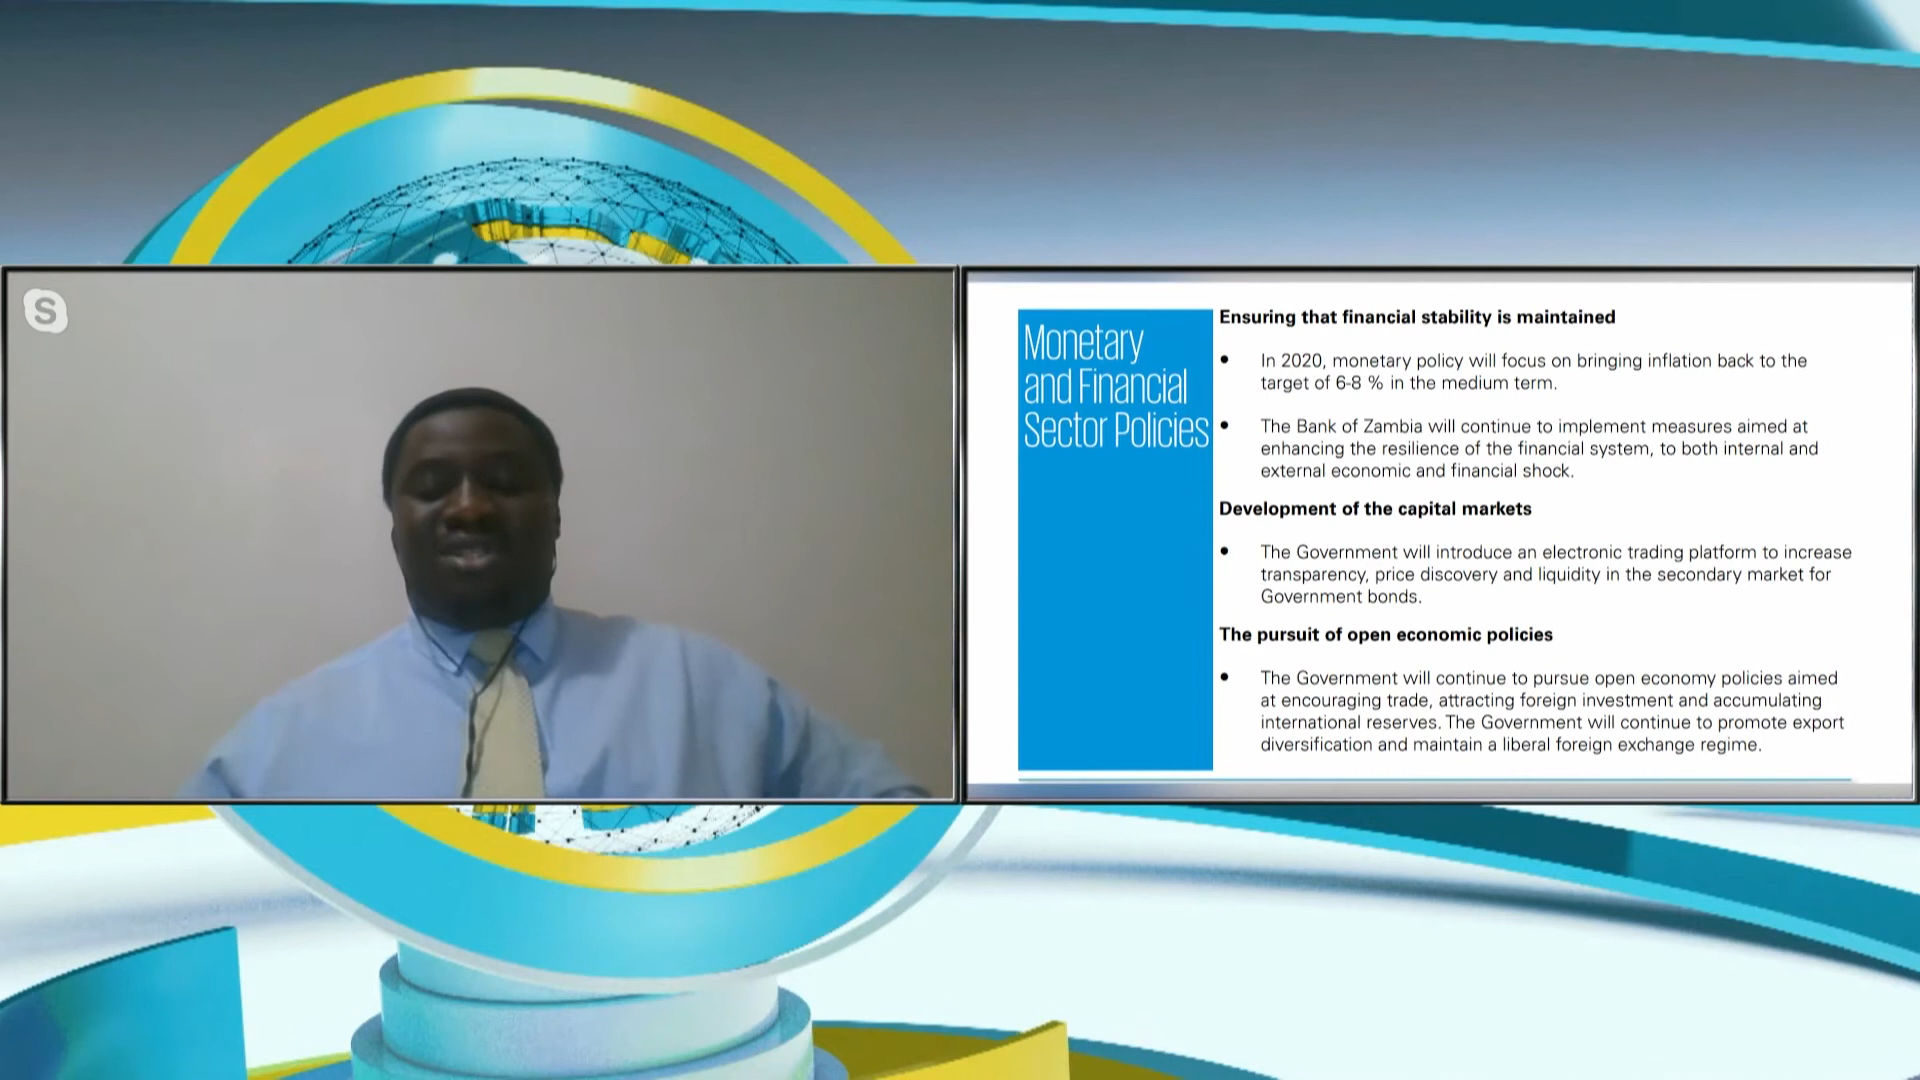 S
Monetary
and Financial
Sector Policies
Ensuring that financial stability is maintained
• In 2020, monetary policy will focus on bringing inflation back to the
target of 6-8 % in the medium term.
• The Bank of Zambia will continue to implement measures aimed at
enhancing the resilience of the financial system, to both internal and
external economic and financial shock.
Development of the capital markets
• The Government will introduce an electronic trading platform to increase
transparency, price discovery and liquidity in the secondary market for
Government bonds.
The pursuit of open economic policies
• The Government will continue to pursue open economy policies aimed
at encouraging trade, attracting foreign investment and accumulating
international reserves. The Government will continue to promote export
diversification and maintain a liberal foreign exchange regime.